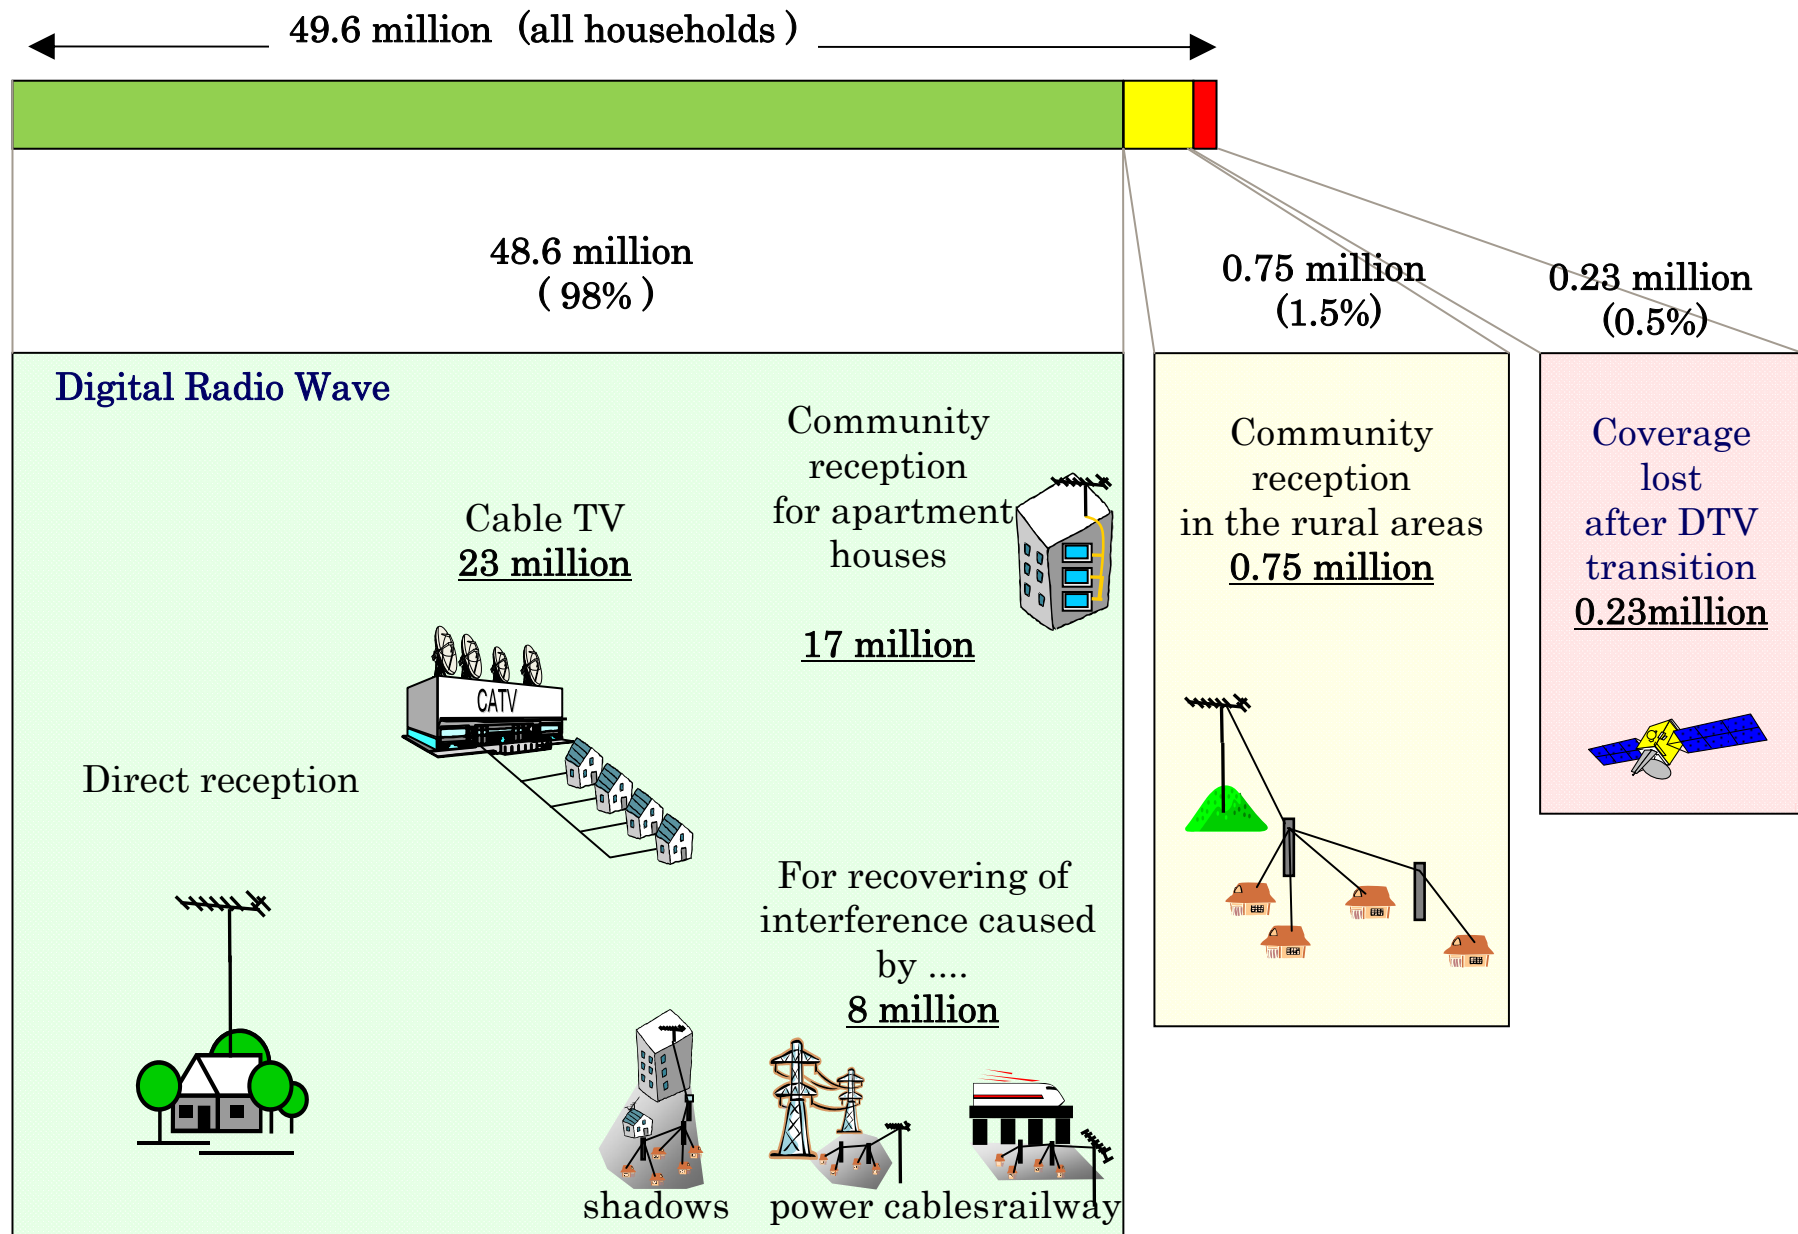 49.6 million (all households )
48.6 million
( 98% )
0.75 million
(1.5%)
0.23 million
(0.5%)
Digital Radio Wave
Direct reception
Cable TV
23 million
CATV
Community
reception
for apartment
houses
17 million
For recovering of
interference caused
by ....
8 million
shadows
power cables
railway
Community
reception
in the rural areas
0.75 million
Coverage
lost
after DTV
transition
0.23million